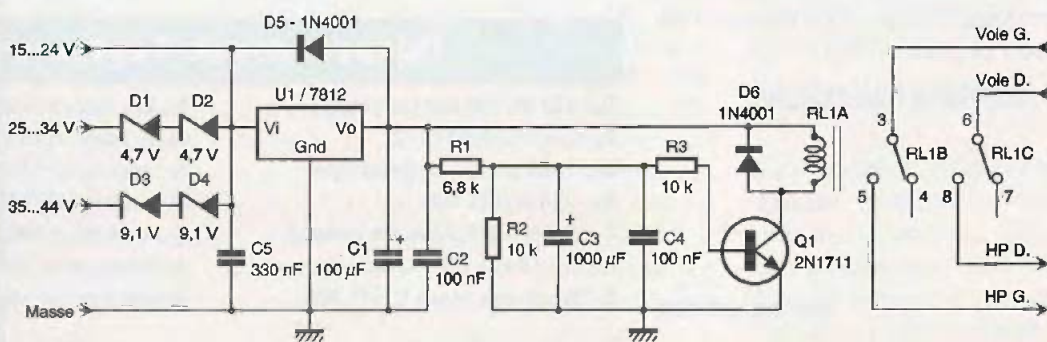 D5 - 1N4001
15...24 V
Voie G.
U1 / 7812
D6
1N4001
RL1A
Voie D.
D1
D2
25...34 V
4,7 V
4,7 V
Vi
Vo
Gnd
R1
6,8 k
R3
10 k
3
6
RL1B
RL1C
D3
D4
35...44 V
9,1 V
9,1 V
5
4
8
7
R2
10 k
C5
330 nF
C1
100 µF
+
C2
100 nF
+
C3
1000 µF
C4
100 nF
Q1
2N1711
HP D.
HP G.
Masse